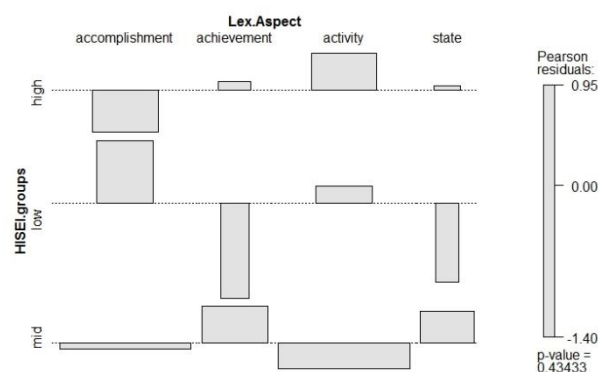 Lex.Aspect
accomplishment achievement activity state
HISEI.groups
high
low
mid
Pearson
residuals:
0.95
0.00
-1.40
p-value =
0.43433